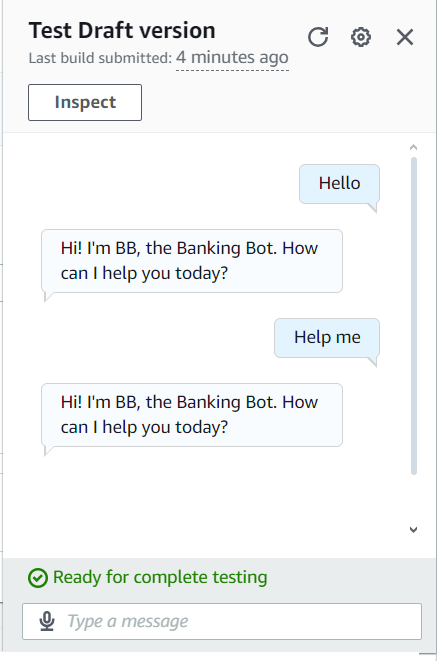 Test Draft version
Last build submitted: 4 minutes ago
Inspect
Hello
Hi! I'm BB, the Banking Bot. How
can I help you today?
Help me
Hi! I'm BB, the Banking Bot. How
can I help you today?
Ready for complete testing
Type a message